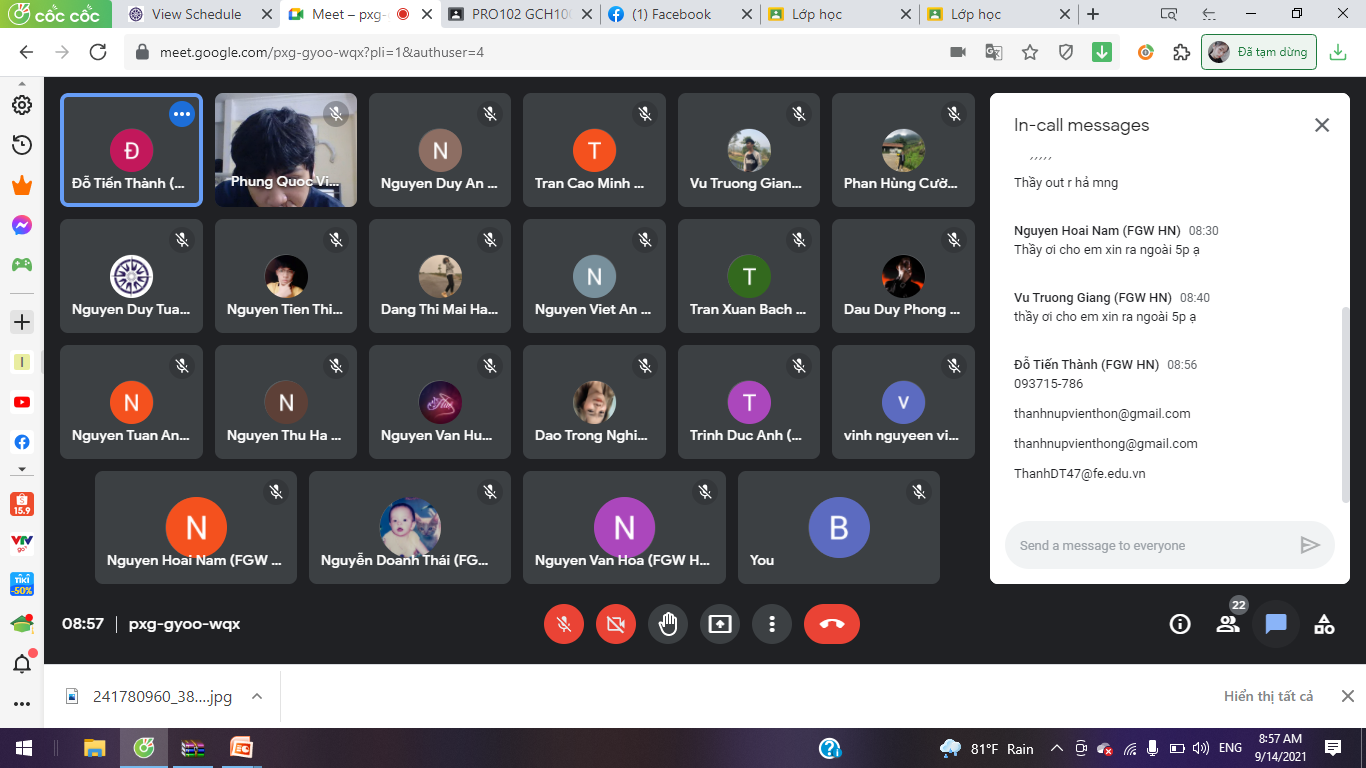 cốc cốc
View Schedule
Meet – pxg-
PRO102 GCH100
(1) Facebook
Lớp học
Lớp học
meet.google.com/pxg-gyoo-wqx?pli=1&authuser=4
Đã tạm dừng
Đ
Đỗ Tiến Thành (...
Phung Quoc Vi...
N
Nguyen Duy An ...
T
Tran Cao Minh ...
Vu Truong Gian...
Phan Hùng Cườ...
Nguyen Duy Tua...
Nguyen Tien Thi...
Dang Thi Mai Ha...
N
Nguyen Viet An ...
T
Tran Xuan Bach ...
Dau Duy Phong ...
N
Nguyen Tuan An...
N
Nguyen Thu Ha ...
Nguyen Van Hu...
Dao Trong Nghi...
T
Trinh Duc Anh (...
v
vinh nguyeen vi...
N
Nguyen Hoai Nam (FGW ...
Nguyễn Doanh Thái (FG...
N
Nguyen Van Hoa (FGW H...
B
You
In-call messages
,,,,,
Thầy out r hả mng
Nguyen Hoai Nam (FGW HN) 08:30
Thầy ơi cho em xin ra ngoài 5p ạ
Vu Truong Giang (FGW HN) 08:40
thầy ơi cho em xin ra ngoài 5p ạ
Đỗ Tiến Thành (FGW HN) 08:56
093715-786
thanhnupvienthon@gmail.com
thanhnupvienthong@gmail.com
ThanhDT47@fe.edu.vn
Send a message to everyone
08:57 | pxg-gyoo-wqx
22
I
15.9
VTV
go
TIKI
-50%
241780960_38....jpg
Hiển thị tất cả
81°F Rain
ENG
8:57 AM
9/14/2021